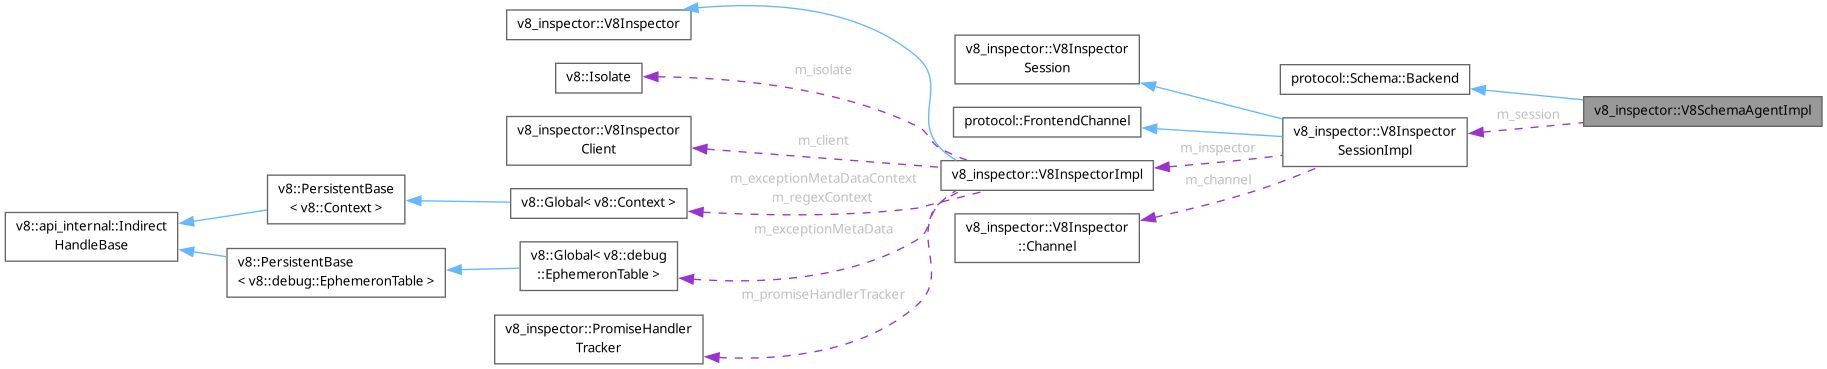 v8_inspector::V8Inspector
v8::Isolate
m_isolate
v8_inspector::V8Inspector
Client
m_client
v8::PersistentBase
< v8::Context >
v8::Global< v8::Context >
m_exceptionMetaDataContext
m_regexContext
v8::api_internal::Indirect
HandleBase
v8::PersistentBase
< v8::debug::EphemeronTable >
v8::Global< v8::debug
::EphemeronTable >
m_exceptionMetaData
v8_inspector::PromiseHandler
Tracker
m_promiseHandlerTracker
v8_inspector::V8InspectorImpl
v8_inspector::V8Inspector
Session
protocol::FrontendChannel
m_inspector
m_channel
v8_inspector::V8Inspector
::Channel
protocol::Schema::Backend
v8_inspector::V8Inspector
SessionImpl
m_session
v8_inspector::V8SchemaAgentImpl